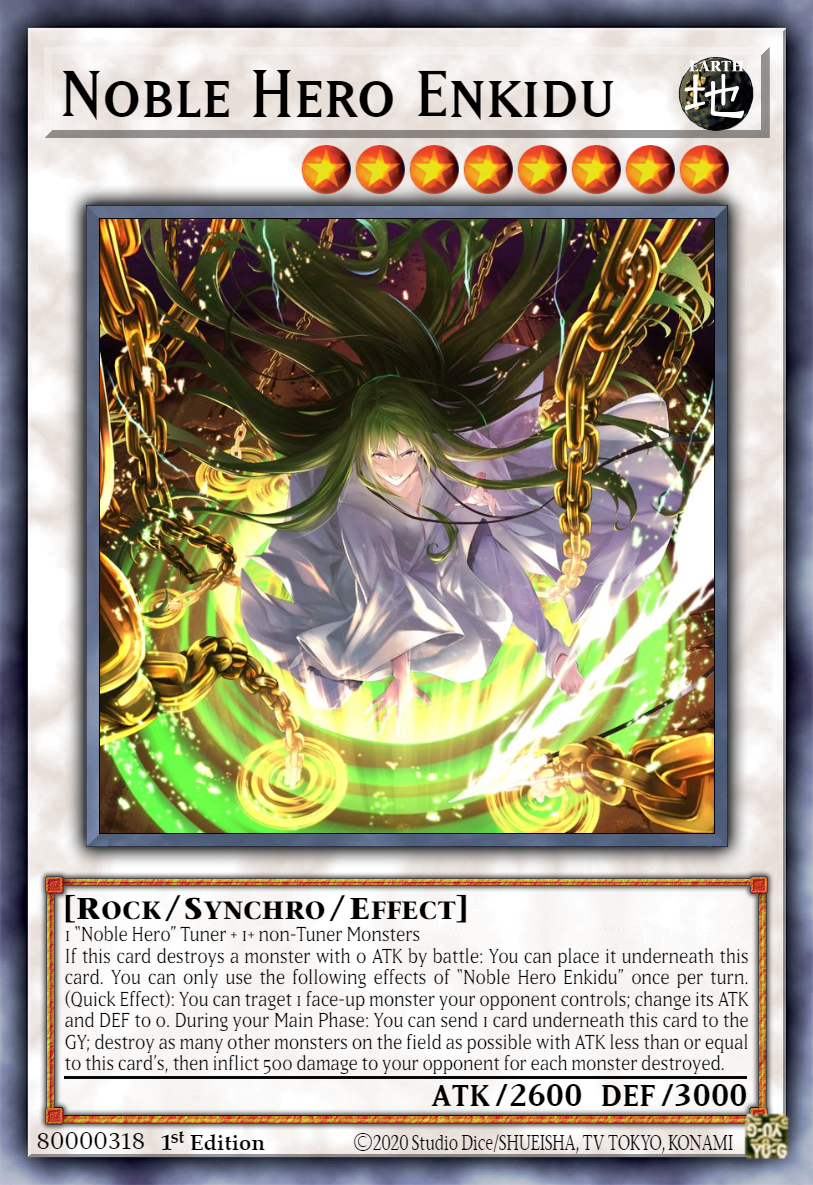 Noble Hero Enkidu
EARTH
地
[Rock/Synchro/Effect]
1 "Noble Hero" Tuner + 1+ non-Tuner Monsters
If this card destroys a monster with 0 ATK by battle: You can place it underneath this
card. You can only use the following effects of "Noble Hero Enkidu" once per turn.
(Quick Effect): You can traget 1 face-up monster your opponent controls; change its ATK
and DEF to 0. During your Main Phase: You can send 1 card underneath this card to the
GY; destroy as many other monsters on the field as possible with ATK less than or equal
to this card's, then inflict 500 damage to your opponent for each monster destroyed.
ATK/2600 DEF/3000
80000318 1st Edition ©2020 Studio Dice/SHUEISHA, TV TOKYO, KONAMI